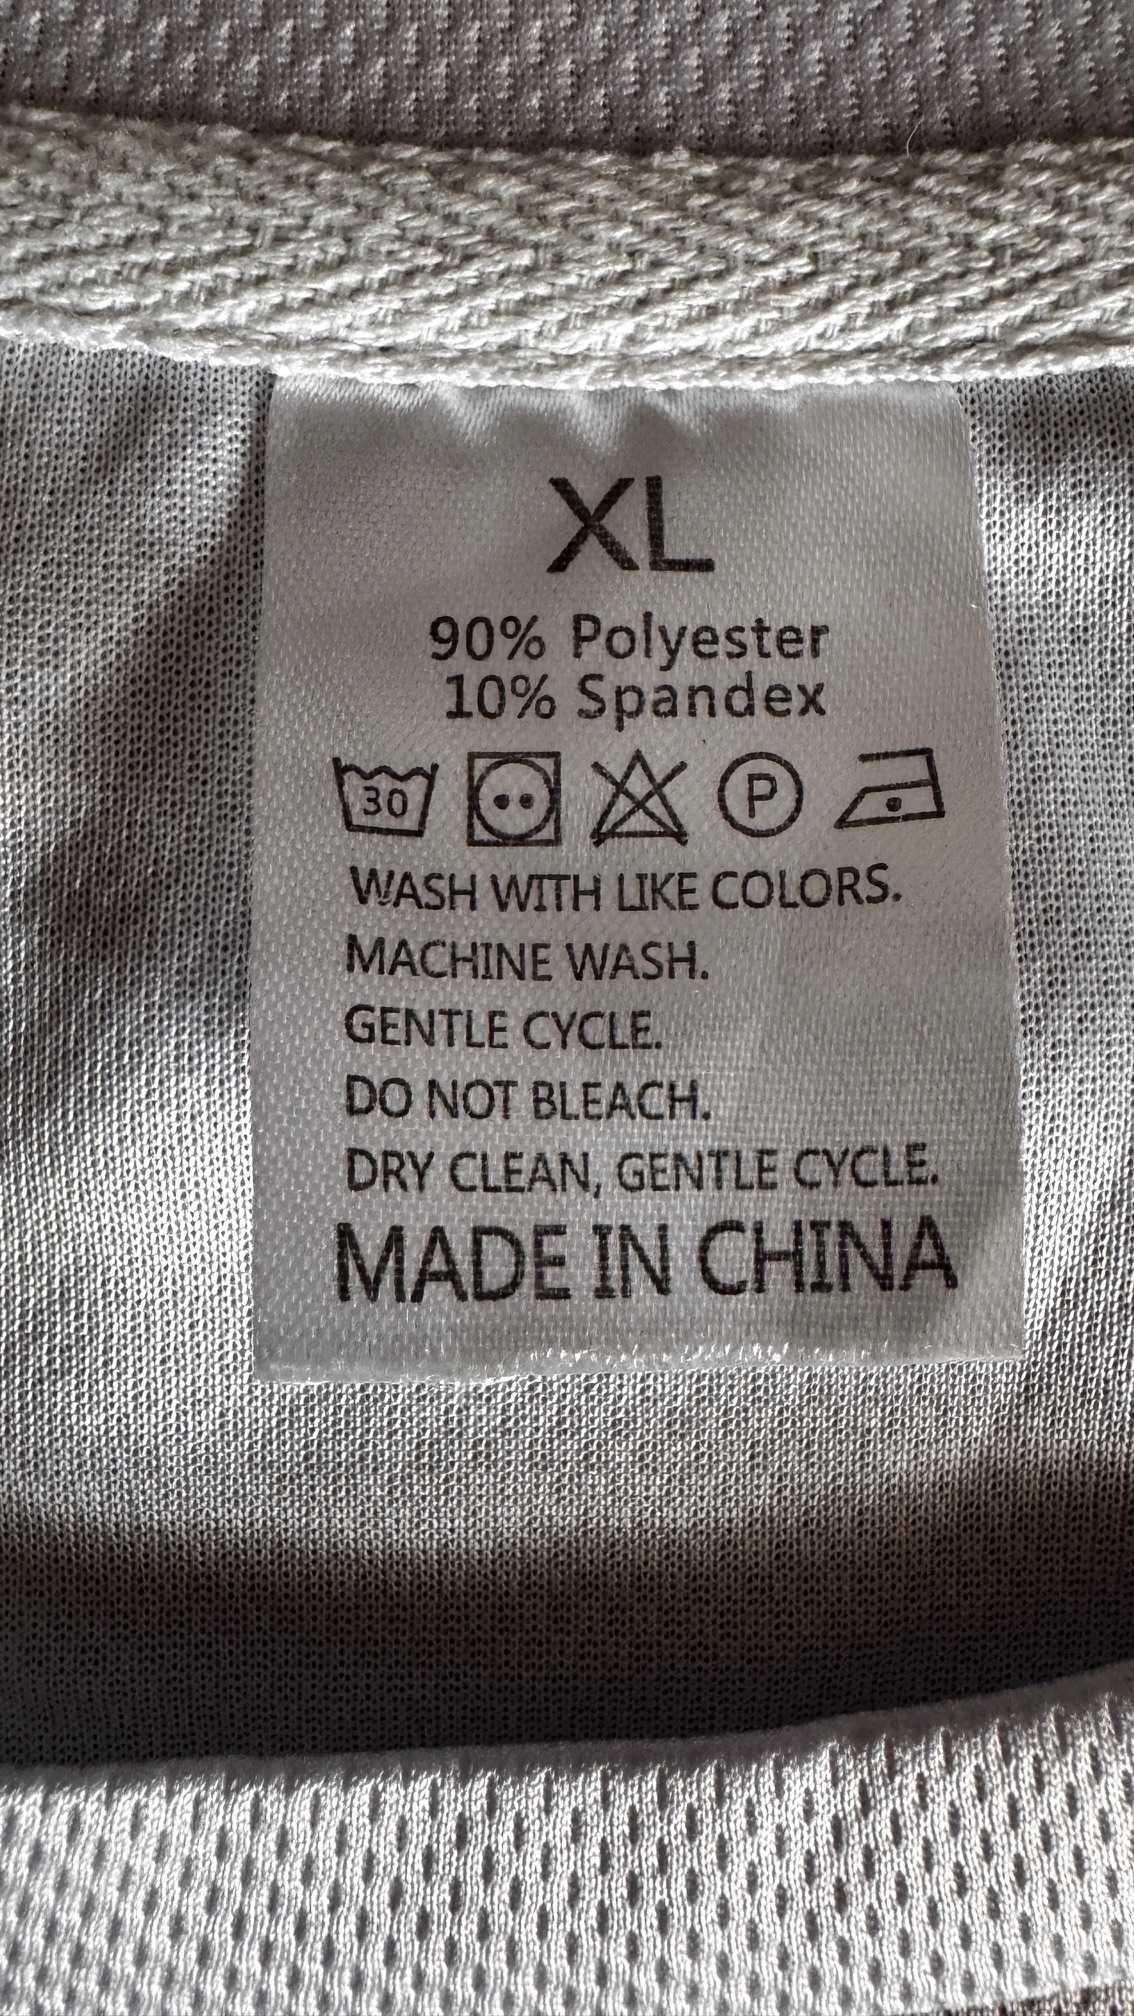 XL
90% Polyester
10% Spandex
30 P
WASH WITH LIKE COLORS.
MACHINE WASH.
GENTLE CYCLE.
DO NOT BLEACH.
DRY CLEAN, GENTLE CYCLE.
MADE IN CHINA